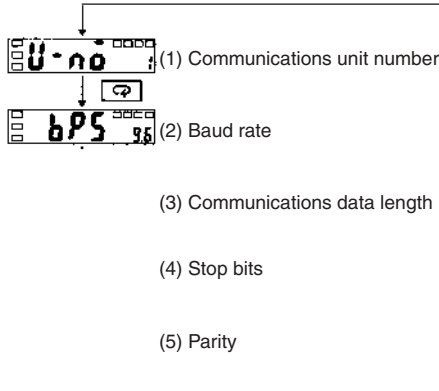 U-no 1 (1) Communications unit number
bPS 9.6 (2) Baud rate
(3) Communications data length
(4) Stop bits
(5) Parity